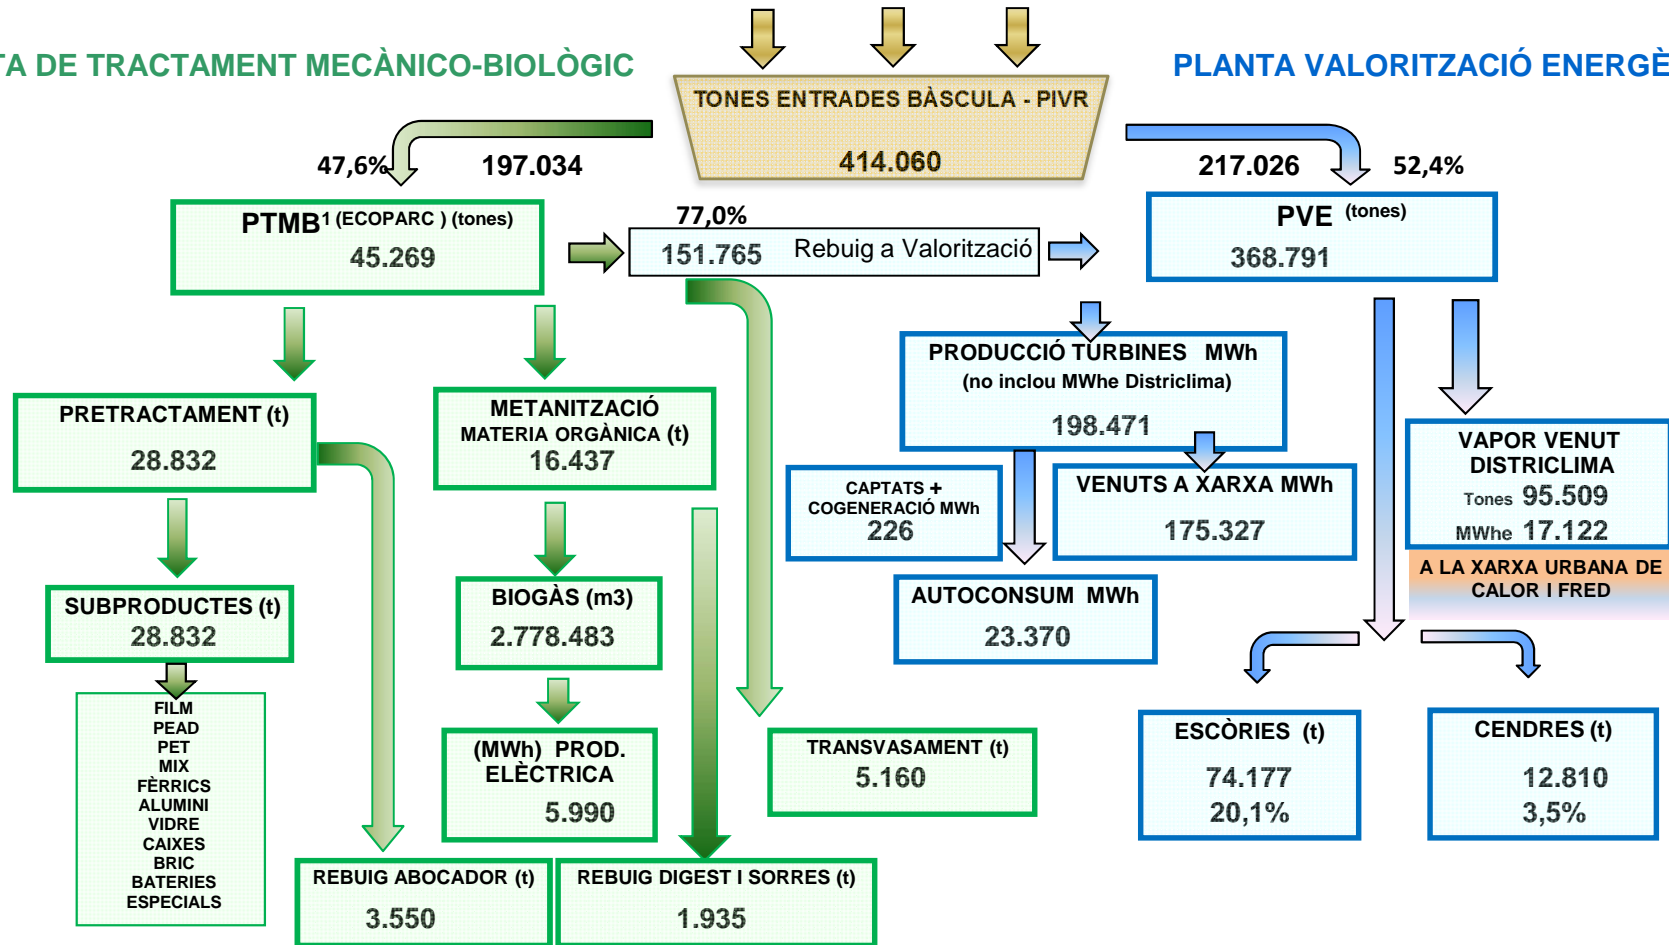 TA DE TRACTAMENT MECÀNICO-BIOLÒGIC
PLANTA VALORITZACIÓ ENERGÈ
TONES ENTRADES BÀSCULA - PIVR
414.060
47,6%
197.034
217.026
52,4%
PTMB¹ (ECOPARC ) (tones)
45.269
77,0%
151.765 Rebuig a Valorització
PVE (tones)
368.791
PRETRACTAMENT (t)
28.832
METANITZACIÓ
MATERIA ORGÀNICA (t)
16.437
PRODUCCIÓ TURBINES MWh
(no inclou MWhe Districlima)
198.471
VAPOR VENUT
DISTRICLIMA
Tones 95.509
MWhe 17.122
A LA XARXA URBANA DE
CALOR I FRED
CAPTATS +
COGENERACIÓ MWh
226
VENUTS A XARXA MWh
175.327
AUTOCONSUM MWh
23.370
SUBPRODUCTES (t)
28.832
BIOGÀS (m3)
2.778.483
FILM
PEAD
PET
MIX
FÈRRICS
ALUMINI
VIDRE
CAIXES
BRIC
BATERIES
ESPECIALS
(MWh) PROD.
ELÈCTRICA
5.990
TRANSVASAMENT (t)
5.160
ESCÒRIES (t)
74.177
20,1%
CENDRES (t)
12.810
3,5%
REBUIG ABOCADOR (t)
3.550
REBUIG DIGEST I SORRES (t)
1.935